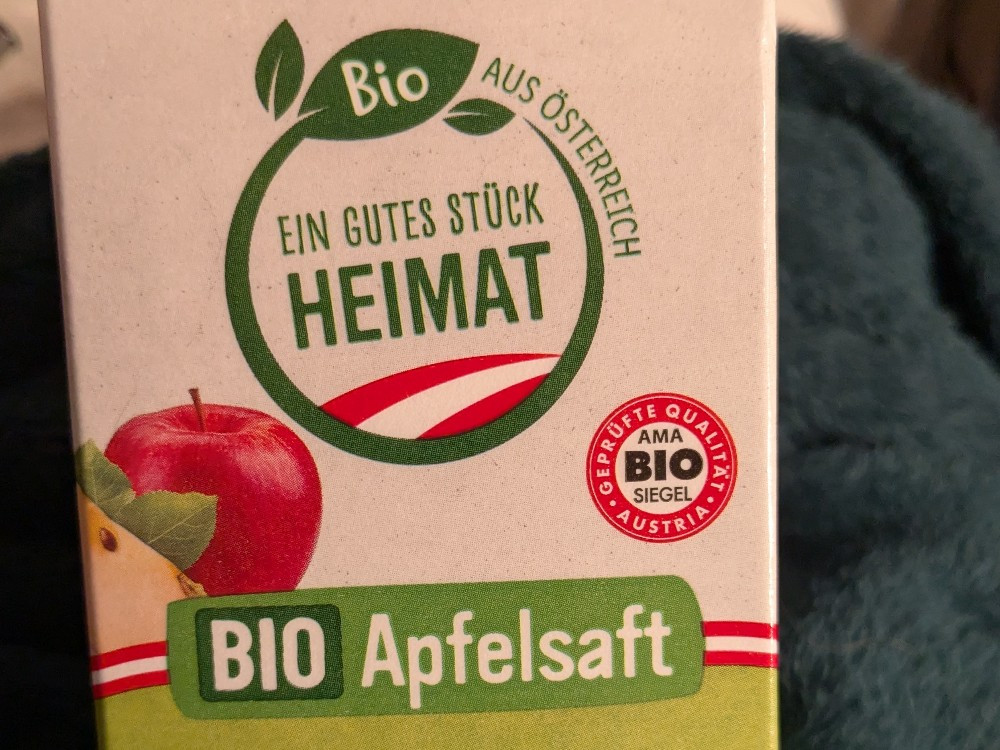 Bio
AUS ÖSTERREICH
EIN GUTES STÜCK
HEIMAT
GEPRÜFTE QUALITÄT
AMA
BIO
SIEGEL
AUSTRIA
BIO Apfelsaft